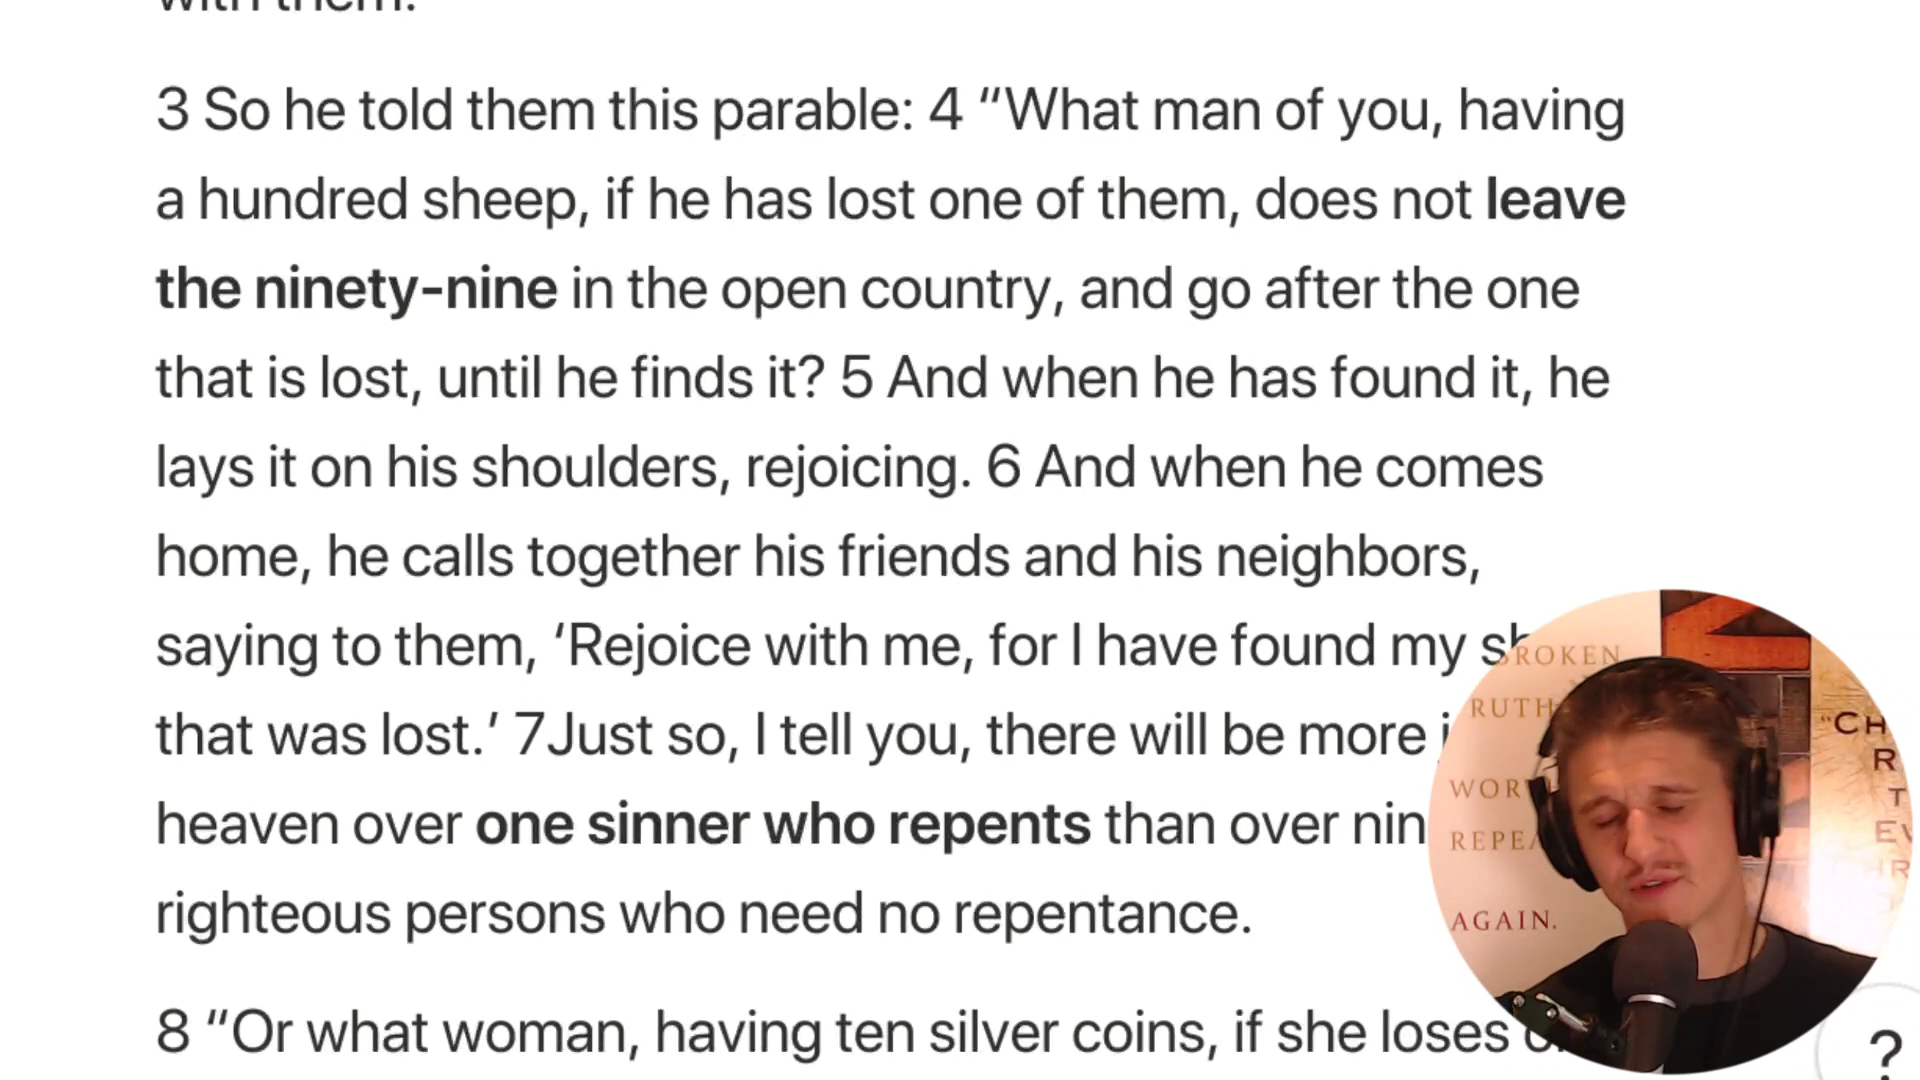 with them.
3 So he told them this parable: 4 “What man of you, having
a hundred sheep, if he has lost one of them, does not leave
the ninety-nine in the open country, and go after the one
that is lost, until he finds it? 5 And when he has found it, he
lays it on his shoulders, rejoicing. 6 And when he comes
home, he calls together his friends and his neighbors,
saying to them, ‘Rejoice with me, for I have found my
that was lost.’ 7Just so, I tell you, there will be more
heaven over one sinner who repents than over
righteous persons who need no repentance.
8 “Or what woman, having ten silver coins, if she loses
AGAIN.
?